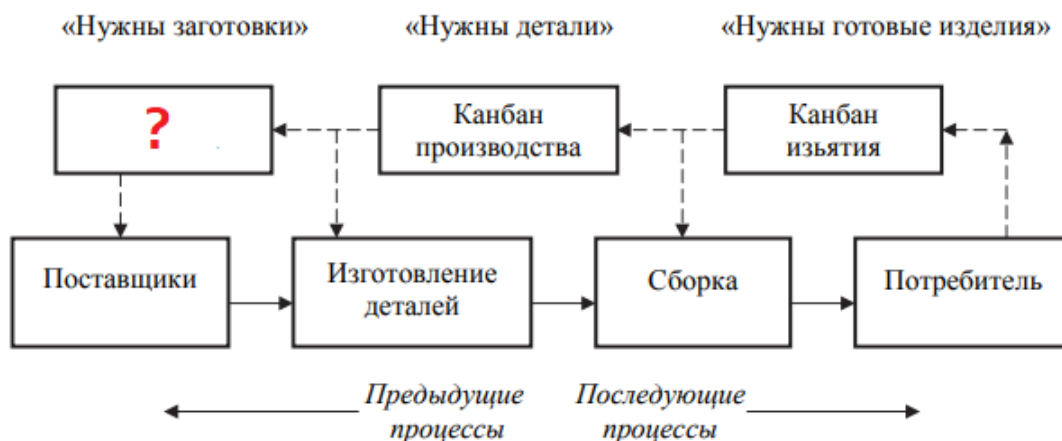 «Нужны заготовки» «Нужны детали» «Нужны готовые изделия»
?
Канбан
производства
Канбан
изьятия
Поставщики
Изготовление
деталей
Сборка
Потребитель
Предыдущие
процессы
Последующие
процессы